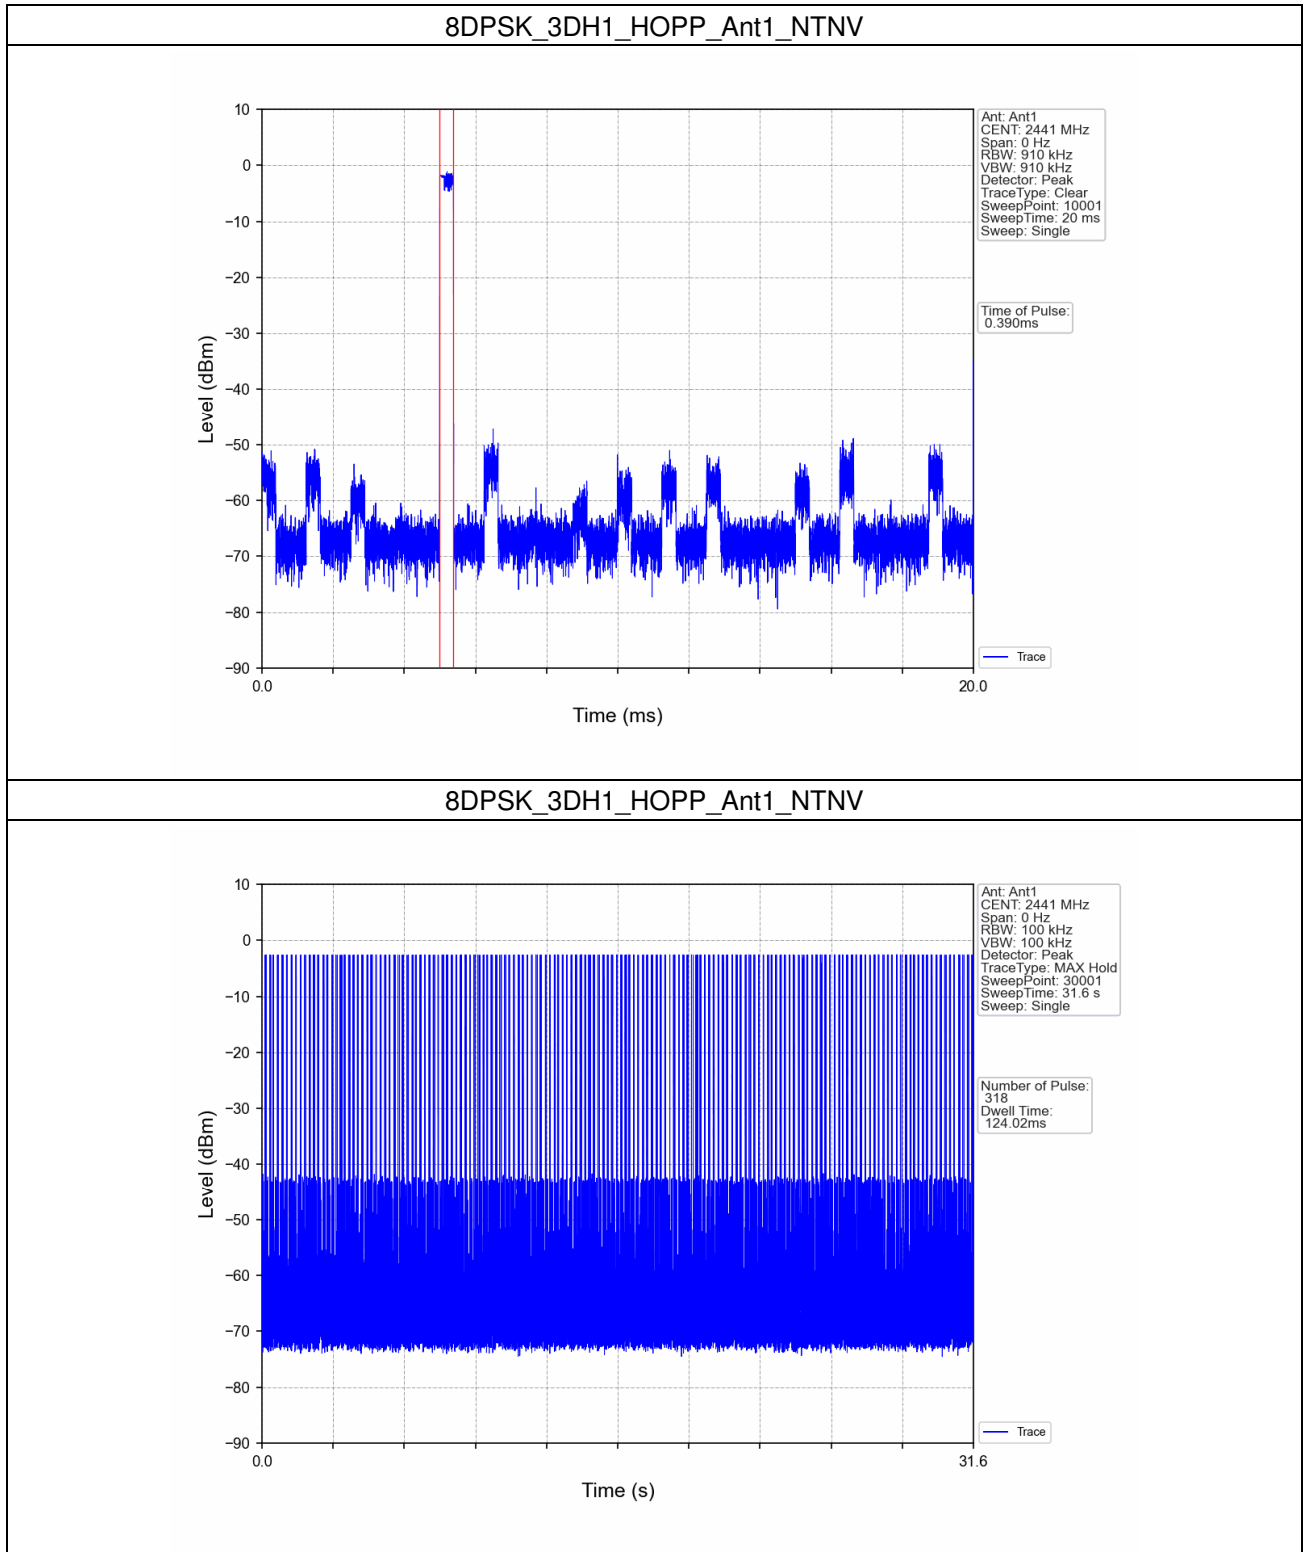 8DPSK_3DH1_HOPP_Ant1_NTNV
10
0
−10
−20
−30
−40
−50
−60
−70
−80
−90
Level (dBm)
0.0
20.0
Time (ms)
Ant: Ant1
CENT: 2441 MHz
Span: 0 Hz
RBW: 910 kHz
VBW: 910 kHz
Detector: Peak
TraceType: Clear
SweepPoint: 10001
SweepTime: 20 ms
Sweep: Single
Time of Pulse:
0.390ms
Trace
8DPSK_3DH1_HOPP_Ant1_NTNV
10
0
−10
−20
−30
−40
−50
−60
−70
−80
−90
Level (dBm)
0.0
31.6
Time (s)
Ant: Ant1
CENT: 2441 MHz
Span: 0 Hz
RBW: 100 kHz
VBW: 100 kHz
Detector: Peak
TraceType: MAX Hold
SweepPoint: 30001
SweepTime: 31.6 s
Sweep: Single
Number of Pulse:
318
Dwell Time:
124.02ms
Trace